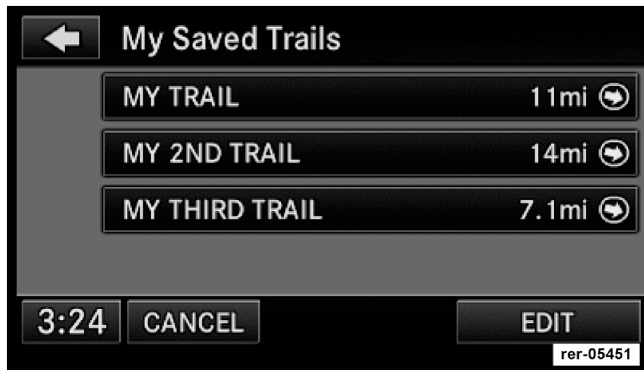 My Saved Trails
MY TRAIL 11mi
MY 2ND TRAIL 14mi
MY THIRD TRAIL 7.1mi
3:24 CANCEL EDIT
rer-05451